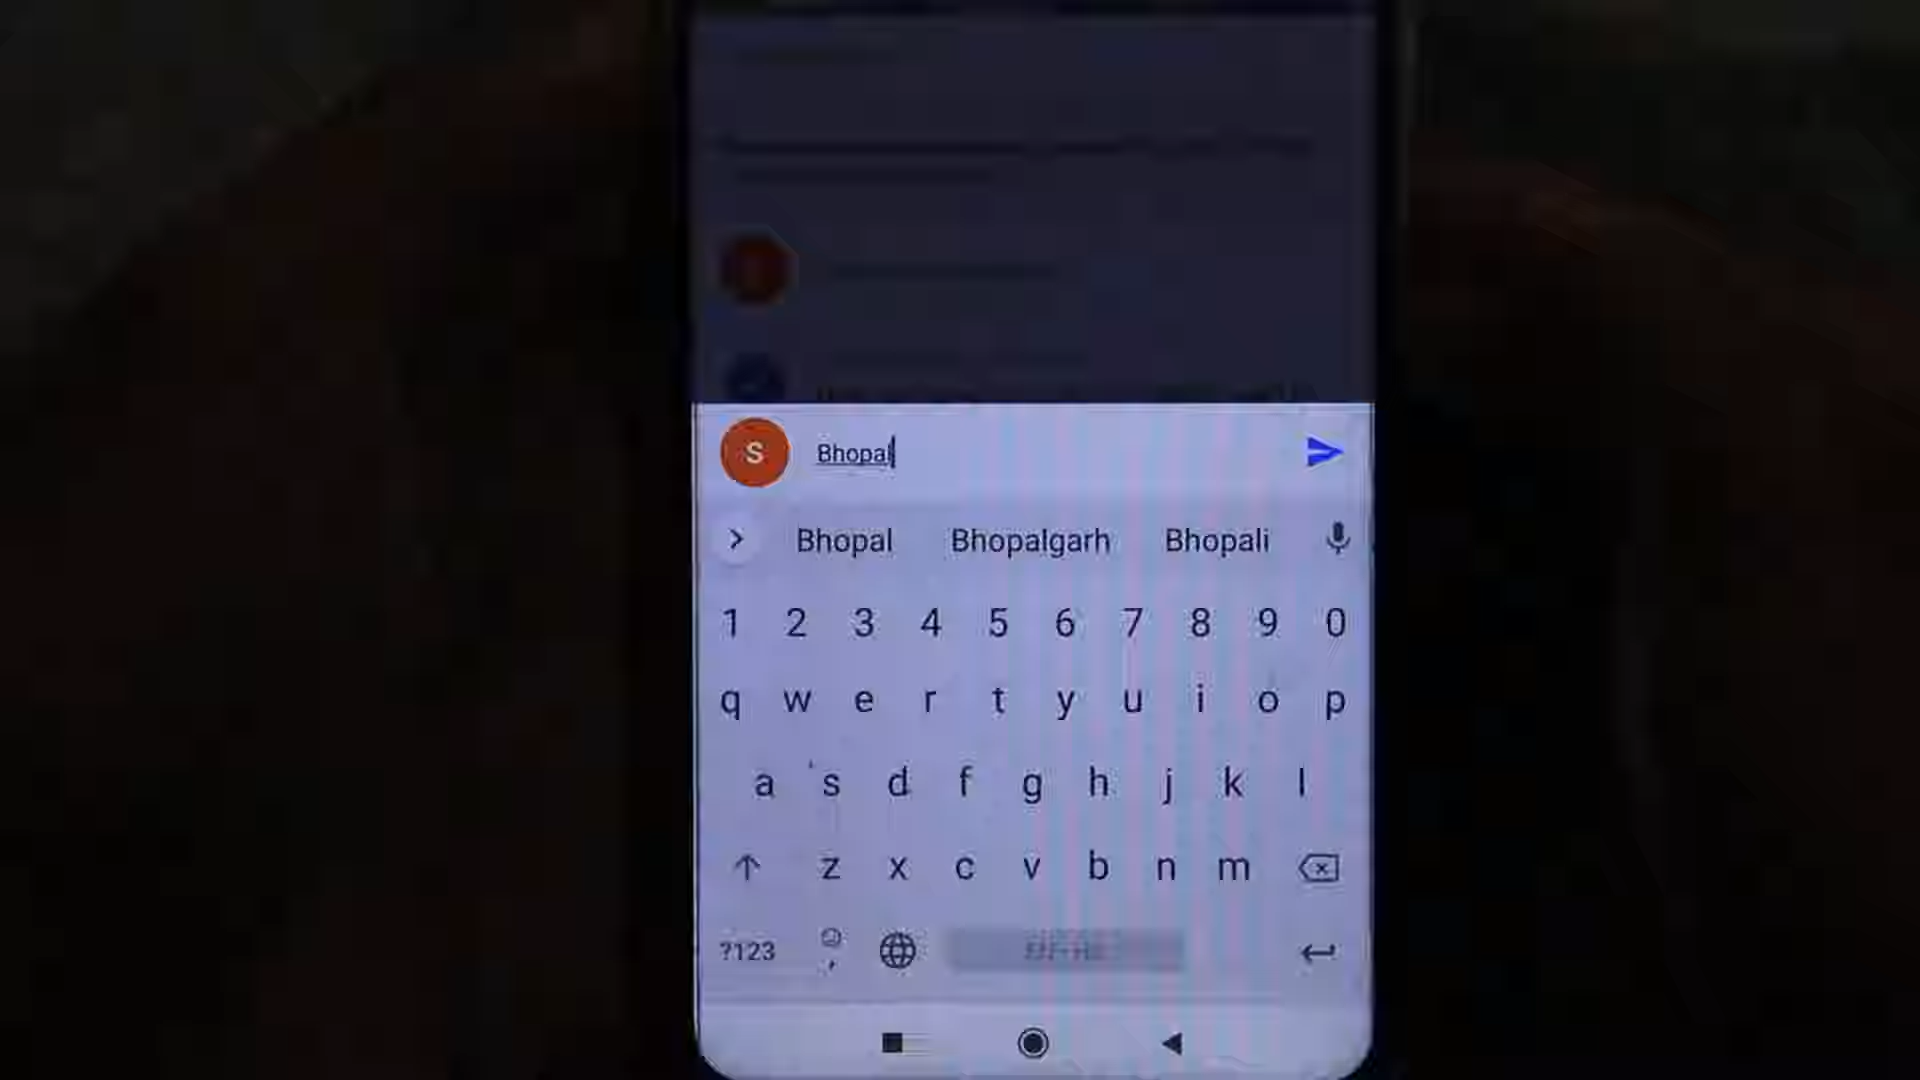 S Bhopal
Bhopal Bhopalgarh Bhopali
1 2 3 4 5 6 7 8 9 0
q w e r t y u i o p
a s d f g h j k l
z x c v b n m
?123 ,